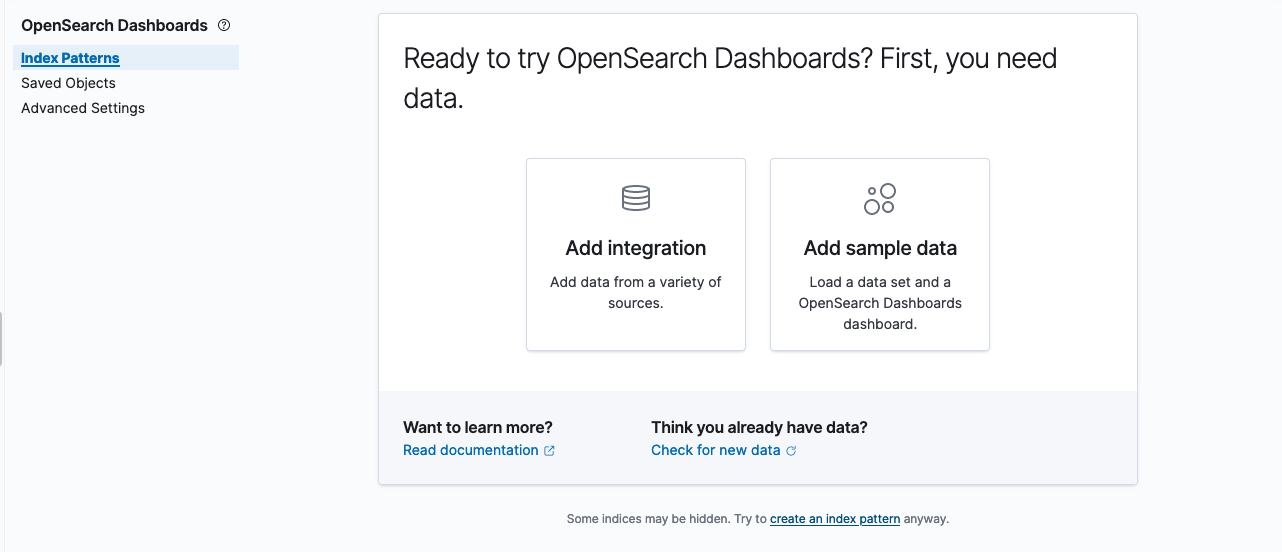 OpenSearch Dashboards
Index Patterns
Saved Objects
Advanced Settings
Ready to try OpenSearch Dashboards? First, you need
data.
Add integration
Add data from a variety of
sources.
Add sample data
Load a data set and a
OpenSearch Dashboards
dashboard.
Want to learn more?
Read documentation
Think you already have data?
Check for new data
Some indices may be hidden. Try to create an index pattern anyway.